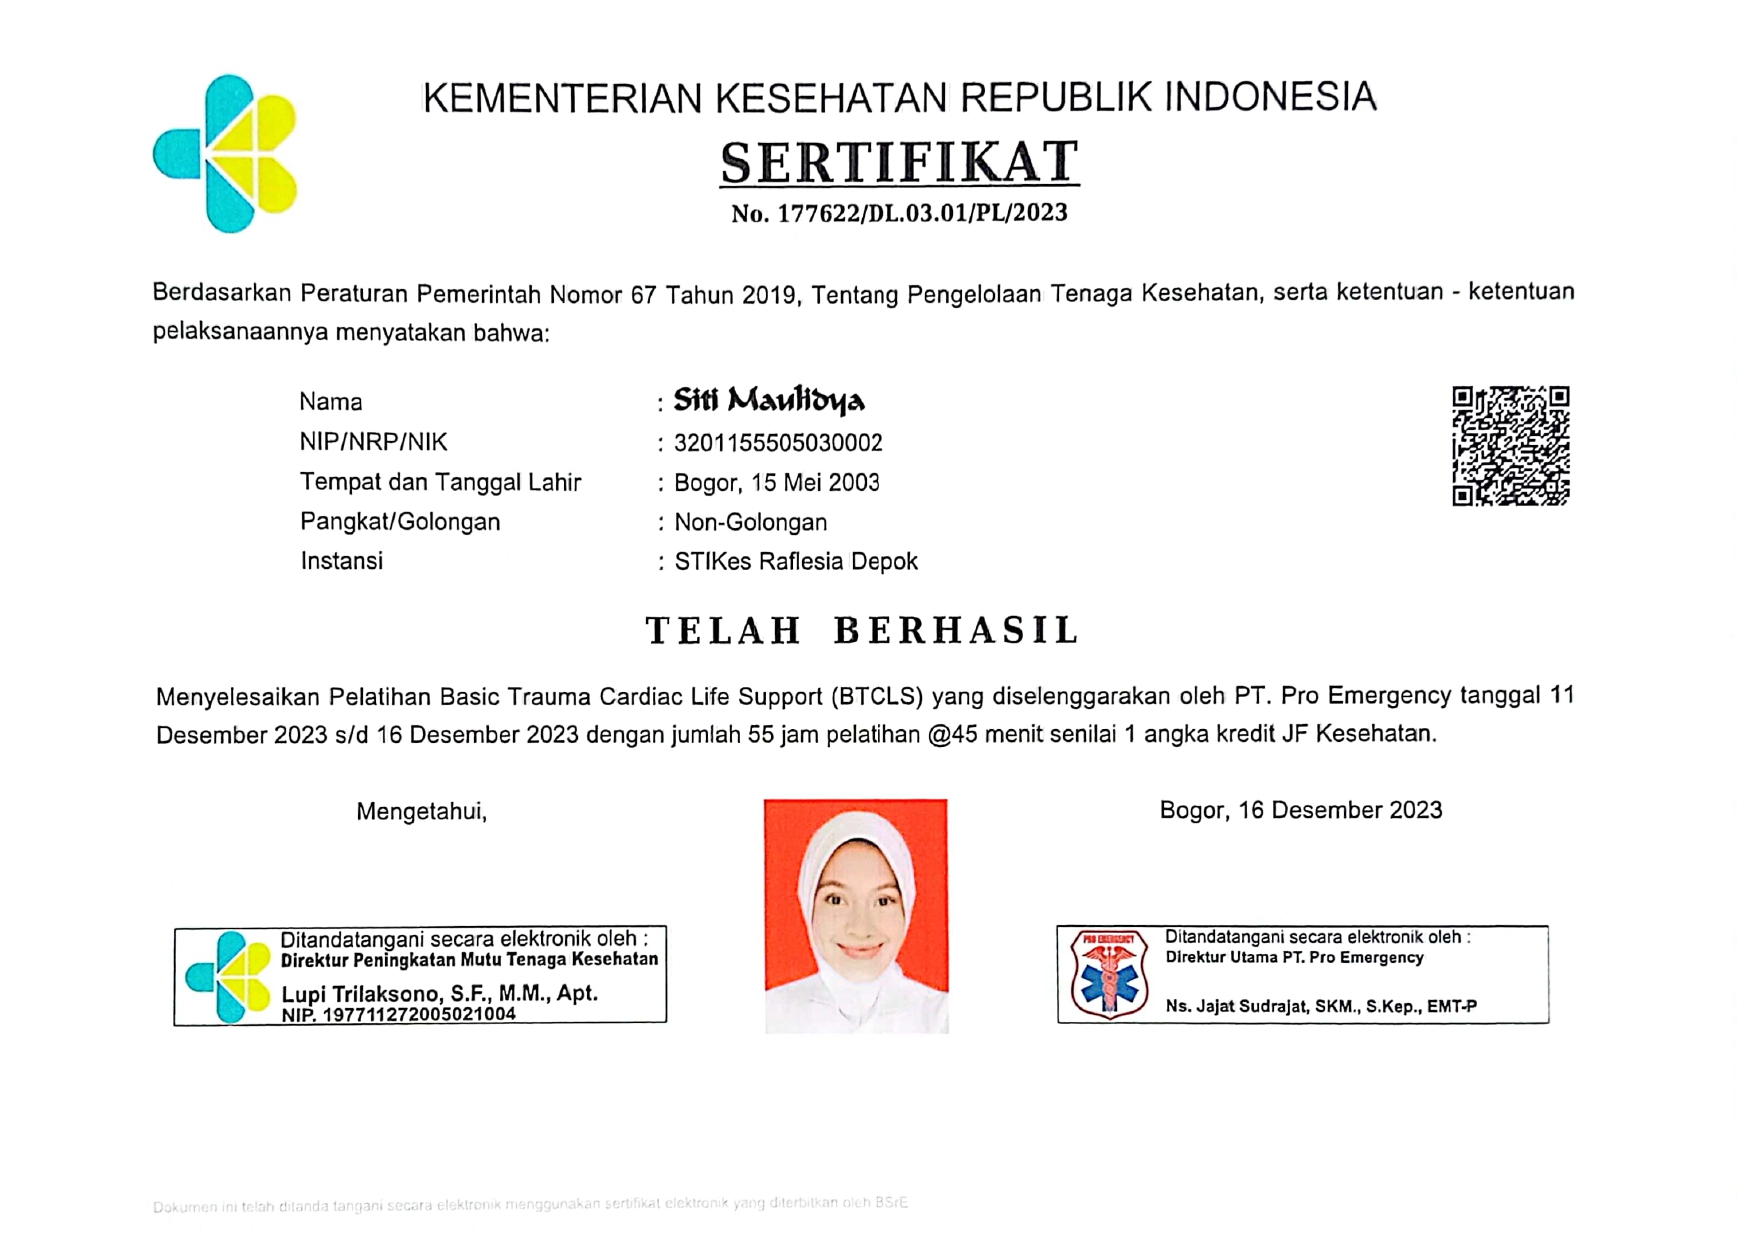 KEMENTERIAN KESEHATAN REPUBLIK INDONESIA
SERTIFIKAT
No. 177622/DL.03.01/PL/2023
Berdasarkan Peraturan Pemerintah Nomor 67 Tahun 2019, Tentang Pengelolaan Tenaga Kesehatan, serta ketentuan - ketentuan
pelaksanaannya menyatakan bahwa:
Nama : Siti Maulidya
NIP/NRP/NIK : 3201155505030002
Tempat dan Tanggal Lahir : Bogor, 15 Mei 2003
Pangkat/Golongan : Non-Golongan
Instansi : STIKes Raflesia Depok
TELAH BERHASIL
Menyelesaikan Pelatihan Basic Trauma Cardiac Life Support (BTCLS) yang diselenggarakan oleh PT. Pro Emergency tanggal 11
Desember 2023 s/d 16 Desember 2023 dengan jumlah 55 jam pelatihan @45 menit senilai 1 angka kredit JF Kesehatan.
Mengetahui,
Ditandatangani secara elektronik oleh :
Direktur Peningkatan Mutu Tenaga Kesehatan
Lupi Trilaksono, S.F., M.M., Apt.
NIP. 197711272005021004
Bogor, 16 Desember 2023
PRO EMERGENCY
Ditandatangani secara elektronik oleh :
Direktur Utama PT. Pro Emergency
Ns. Jajat Sudrajat, SKM., S.Kep., EMT-P
Dokumen ini telah ditanda tangani secara elektronik menggunakan sertifikat elektronik yang diterbitkan oleh BSrE